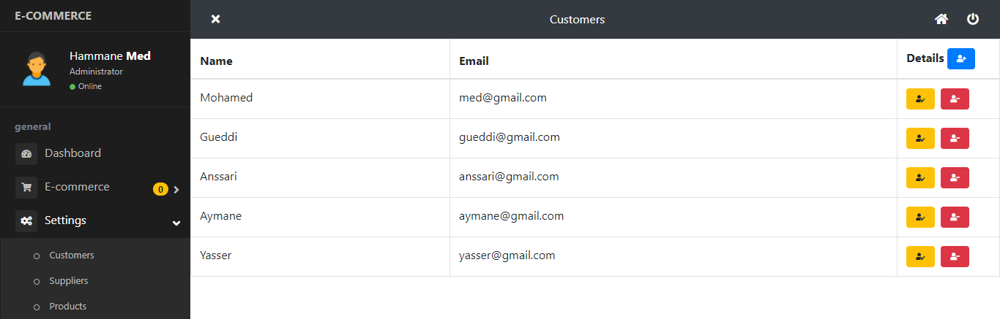 E-COMMERCE
Customers
Hammane Med
Administrator
Online
general
Dashboard
E-commerce 0
Settings
Customers
Suppliers
Products
Name Email Details
Mohamed med@gmail.com
Gueddi gueddi@gmail.com
Anssari anssari@gmail.com
Aymane aymane@gmail.com
Yasser yasser@gmail.com